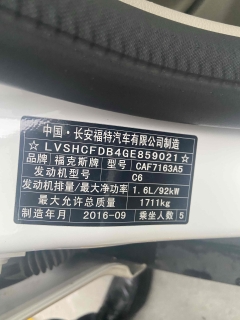 中国·长安福特汽车有限公司制造
☆LVSHCFDB4GE859021☆
品牌 福克斯牌 型号 CAF7163A5
发动机型号 C6
发动机排量/最大净功率 1.6L/92kW
最大允许总质量 1711kg
制造年月 2016-09 乘坐人数 5